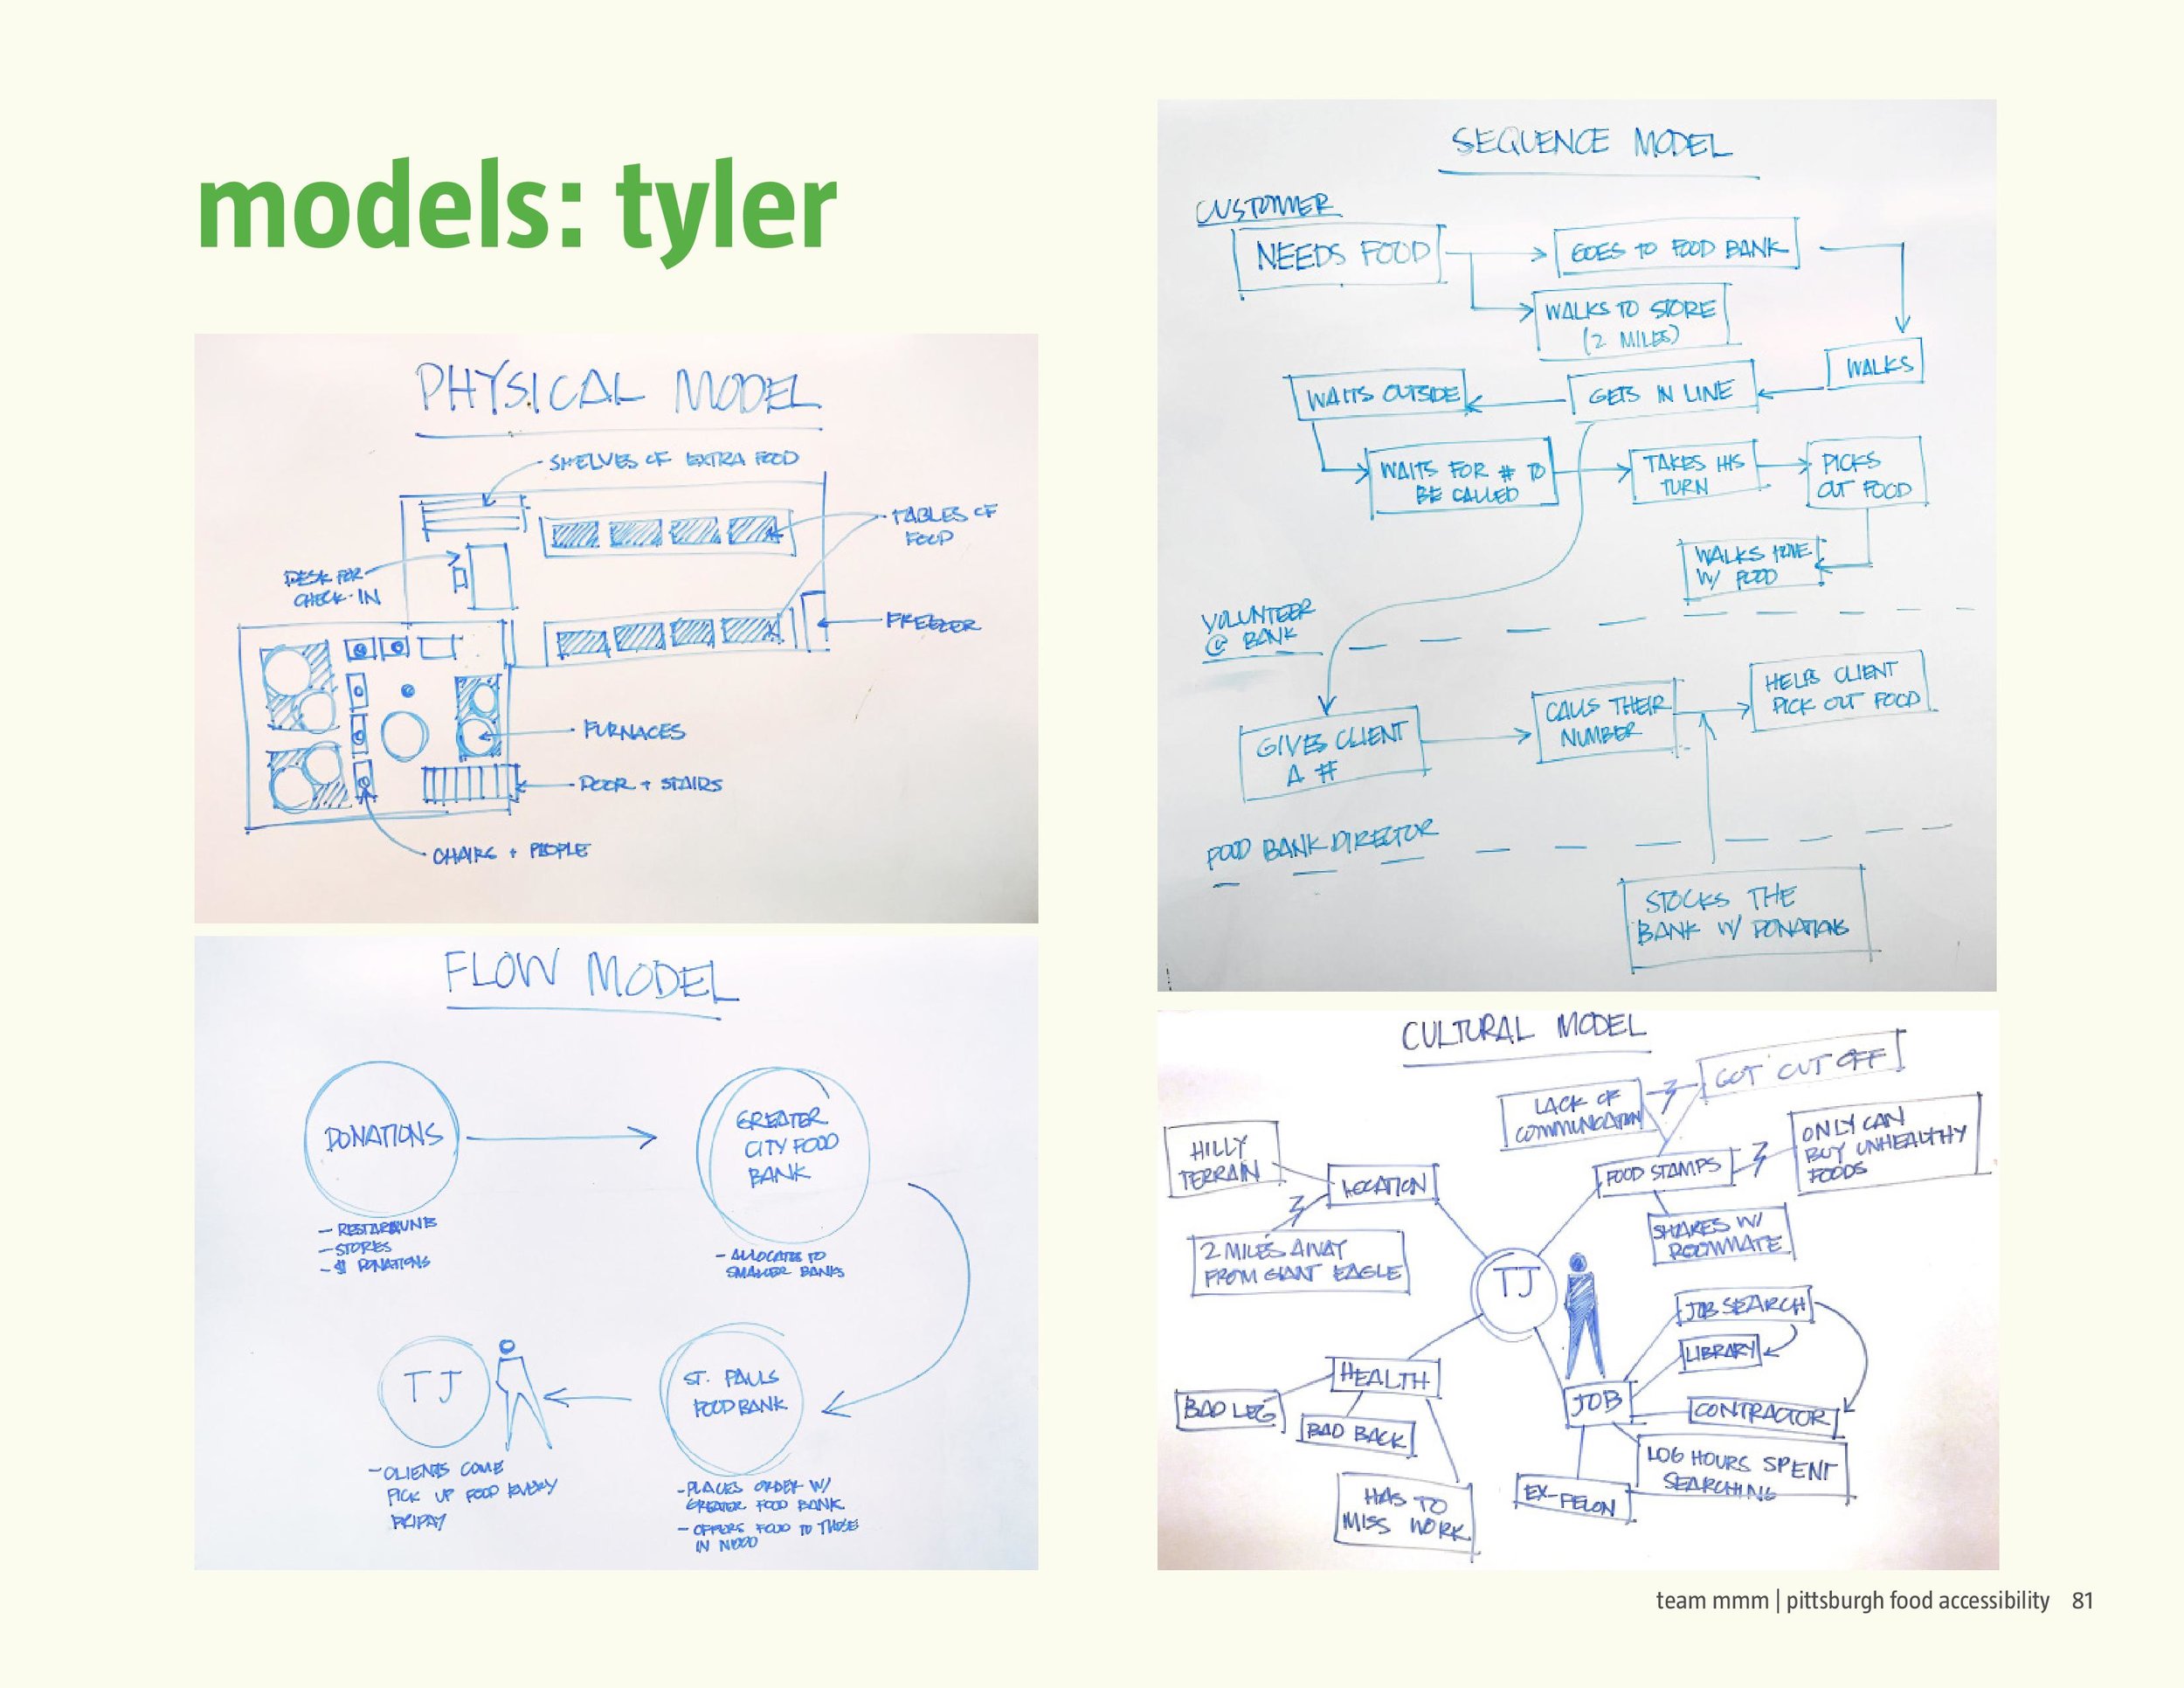 models: tyler
PHYSICAL MODEL
SHELVES OF EXTRA FOOD
TABLES OF
FOOD
DESK FOR
CHECK-IN
FREEZER
FURNACES
DOOR + STAIRS
CHAIRS + PEOPLE
FLOW MODEL
DONATIONS
- RESTARAUNTS
- STORES
- $ DONATIONS
GREATER
CITY FOOD
BANK
- ALLOCATES TO
SMALLER BANKS
TJ
- CLIENTS COME
PICK UP FOOD EVERY
FRIDAY
ST. PAULS
FOOD BANK
- PLACES ORDER W/
GREATER FOOD BANK
- OFFERS FOOD TO THOSE
IN NEED
SEQUENCE MODEL
CUSTOMER
NEEDS FOOD
GOES TO FOOD BANK
WALKS TO STORE
(2 MILES)
WALKS
GETS IN LINE
WAITS OUTSIDE
WAITS FOR # TO
BE CALLED
TAKES HIS
TURN
PICKS
OUT FOOD
WALKS HOME
W/ FOOD
VOLUNTEER
@ BANK
GIVES CLIENT
A #
CALLS THEIR
NUMBER
HELPS CLIENT
PICK OUT FOOD
FOOD BANK DIRECTOR
STOCKS THE
BANK W/ DONATIONS
CULTURAL MODEL
GOT CUT OFF
LACK OF
COMMUNICATION
HILLY
TERRAIN
LOCATION
FOOD STAMPS
ONLY CAN
BUY UNHEALTHY
FOODS
2 MILES AWAY
FROM GIANT EAGLE
SHARES W/
ROOMMATE
TJ
JOB SEARCH
LIBRARY
HEALTH
JOB
CONTRACTOR
BAD LEG
BAD BACK
LOG HOURS SPENT
SEARCHING
HAS TO
MISS WORK
EX-FELON
team mmm | pittsburgh food accessibility 81